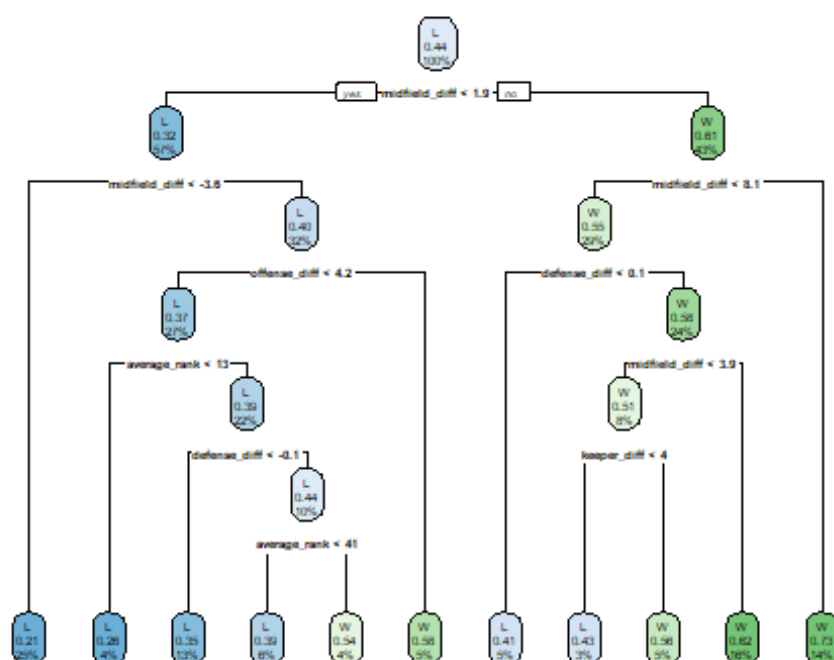 L
0.44
100%
yes midfield_diff < 1.9 no
L
0.32
57%
W
0.61
43%
midfield_diff < -3.6
midfield_diff < 8.1
L
0.40
32%
W
0.55
29%
offense_diff < 4.2
defense_diff < 0.1
L
0.37
27%
W
0.58
24%
average_rank < 13
midfield_diff < 3.9
L
0.39
22%
W
0.51
8%
defense_diff < -0.1
keeper_diff < 4
L
0.44
10%
average_rank < 41
L
0.21
25%
L
0.26
4%
L
0.35
13%
L
0.39
6%
W
0.54
4%
W
0.58
5%
L
0.41
5%
L
0.43
3%
W
0.56
5%
W
0.62
16%
W
0.73
14%